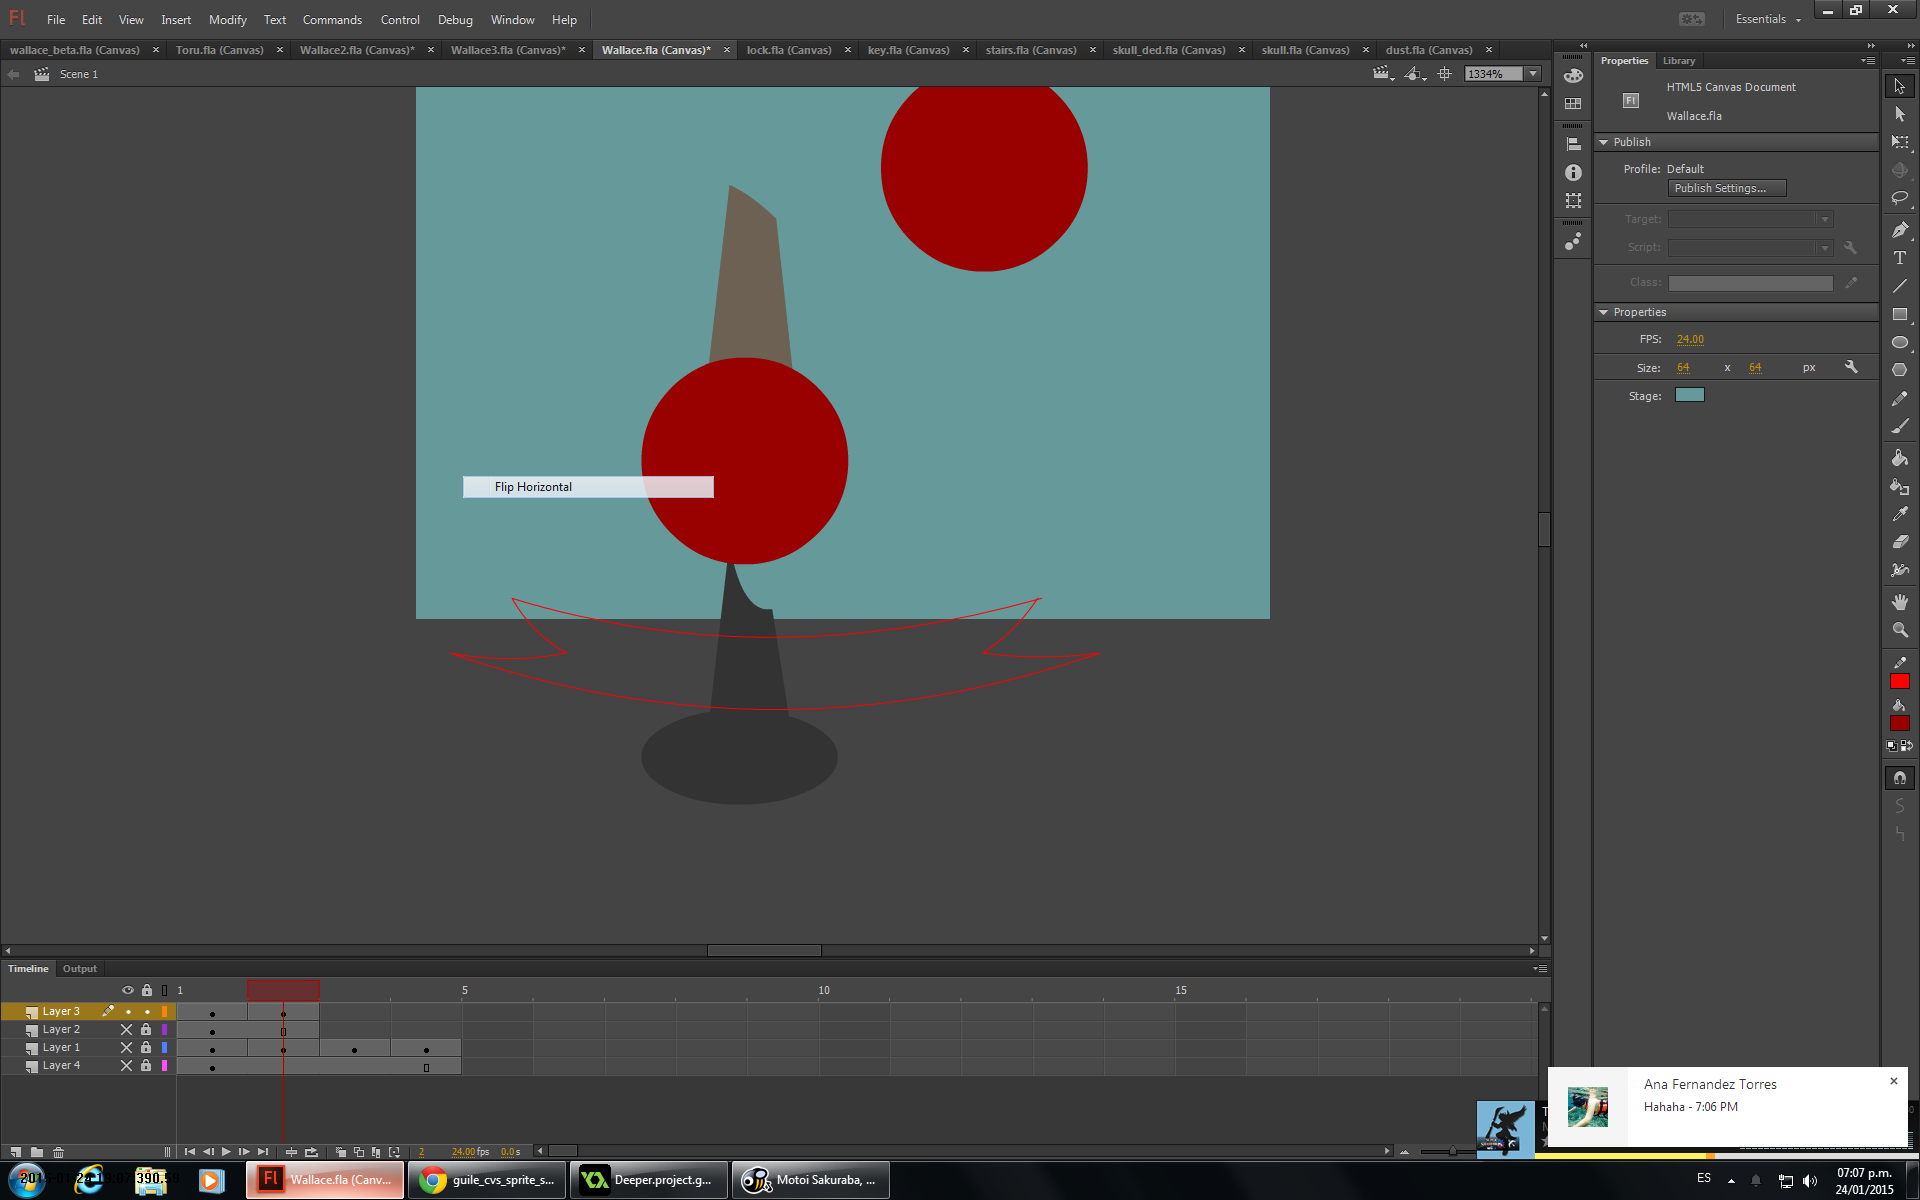 Fl File Edit View Insert Modify Text Commands Control Debug Window Help Essentials
wallace_beta.fla (Canvas) Toru.fla (Canvas) Wallace2.fla (Canvas)* Wallace3.fla (Canvas)* Wallace.fla (Canvas)* lock.fla (Canvas) key.fla (Canvas) stairs.fla (Canvas) skull_ded.fla (Canvas) skull.fla (Canvas) dust.fla (Canvas)
Scene 1 1334%
Properties Library
HTML5 Canvas Document
Fl
Wallace.fla
Publish
Profile: Default
Publish Settings...
Target:
Script:
Class:
Properties
FPS: 24.00
Size: 64 x 64 px
Stage:
Flip Horizontal
Timeline Output
1 5 10 15
Layer 3
Layer 2
Layer 1
Layer 4
2 24.00 fps 0.0 s
Ana Fernandez Torres
Hahaha - 7:06 PM
Fl Wallace.fla (Canv...
guile_cvs_sprite_s...
Deeper.project.g...
Motoi Sakuraba, ...
ES
07:07 p.m.
24/01/2015